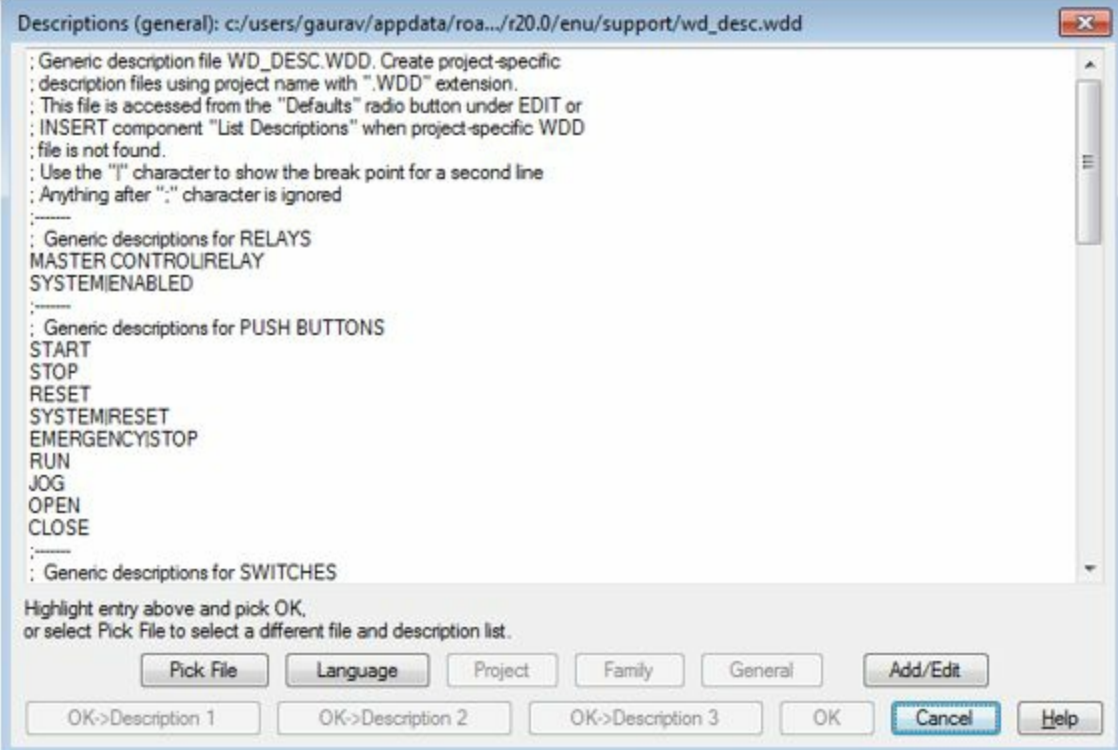 Descriptions (general): c:/users/gaurav/appdata/roa.../r20.0/enu/support/wd_desc.wdd
; Generic description file WD_DESC.WDD. Create project-specific
; description files using project name with ".WDD" extension.
; This file is accessed from the "Defaults" radio button under EDIT or
; INSERT component "List Descriptions" when project-specific WDD
; file is not found.
; Use the "|" character to show the break point for a second line
; Anything after ";" character is ignored
;--------
; Generic descriptions for RELAYS
MASTER CONTROL|RELAY
SYSTEM|ENABLED
;--------
; Generic descriptions for PUSH BUTTONS
START
STOP
RESET
SYSTEM|RESET
EMERGENCY|STOP
RUN
JOG
OPEN
CLOSE
;--------
; Generic descriptions for SWITCHES
Highlight entry above and pick OK,
or select Pick File to select a different file and description list.
Pick File Language Project Family General Add/Edit
OK->Description 1 OK->Description 2 OK->Description 3 OK Cancel Help